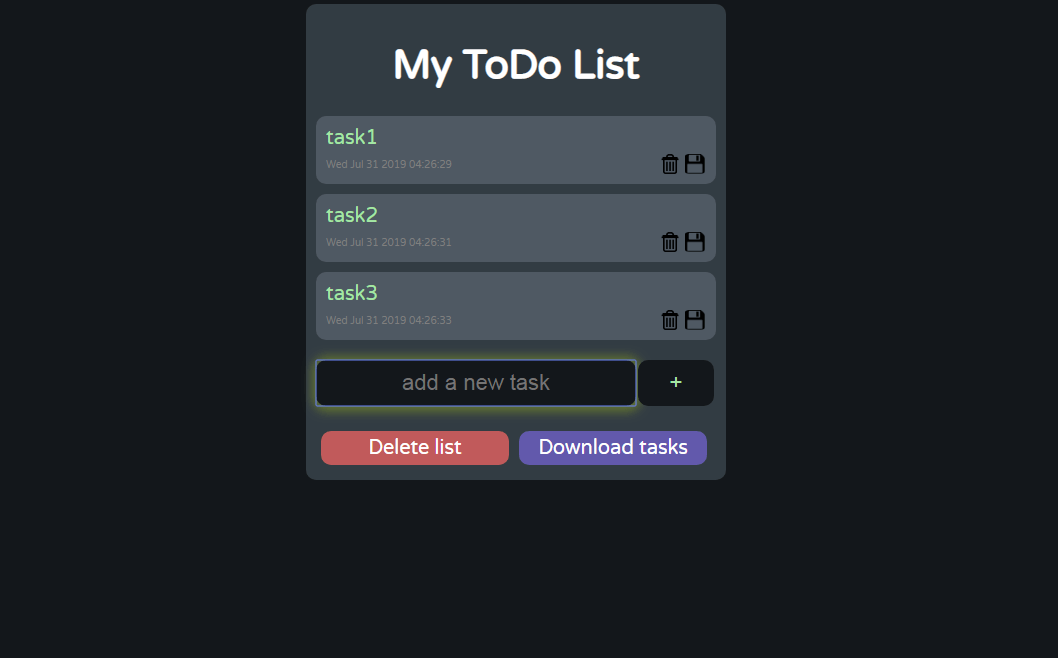 My ToDo List
task1
Wed Jul 31 2019 04:26:29
task2
Wed Jul 31 2019 04:26:31
task3
Wed Jul 31 2019 04:26:33
add a new task +
Delete list Download tasks